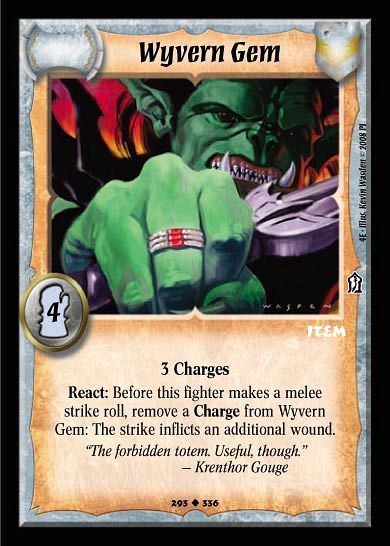 Wyvern Gem
4E · Illus. Kevin Wasden © 2008 PI
WASDEN
4
ITEM
3 Charges
React: Before this fighter makes a melee
strike roll, remove a Charge from Wyvern
Gem: The strike inflicts an additional wound.
“The forbidden totem. Useful, though.”
– Krenthor Gouge
293 ◆ 336